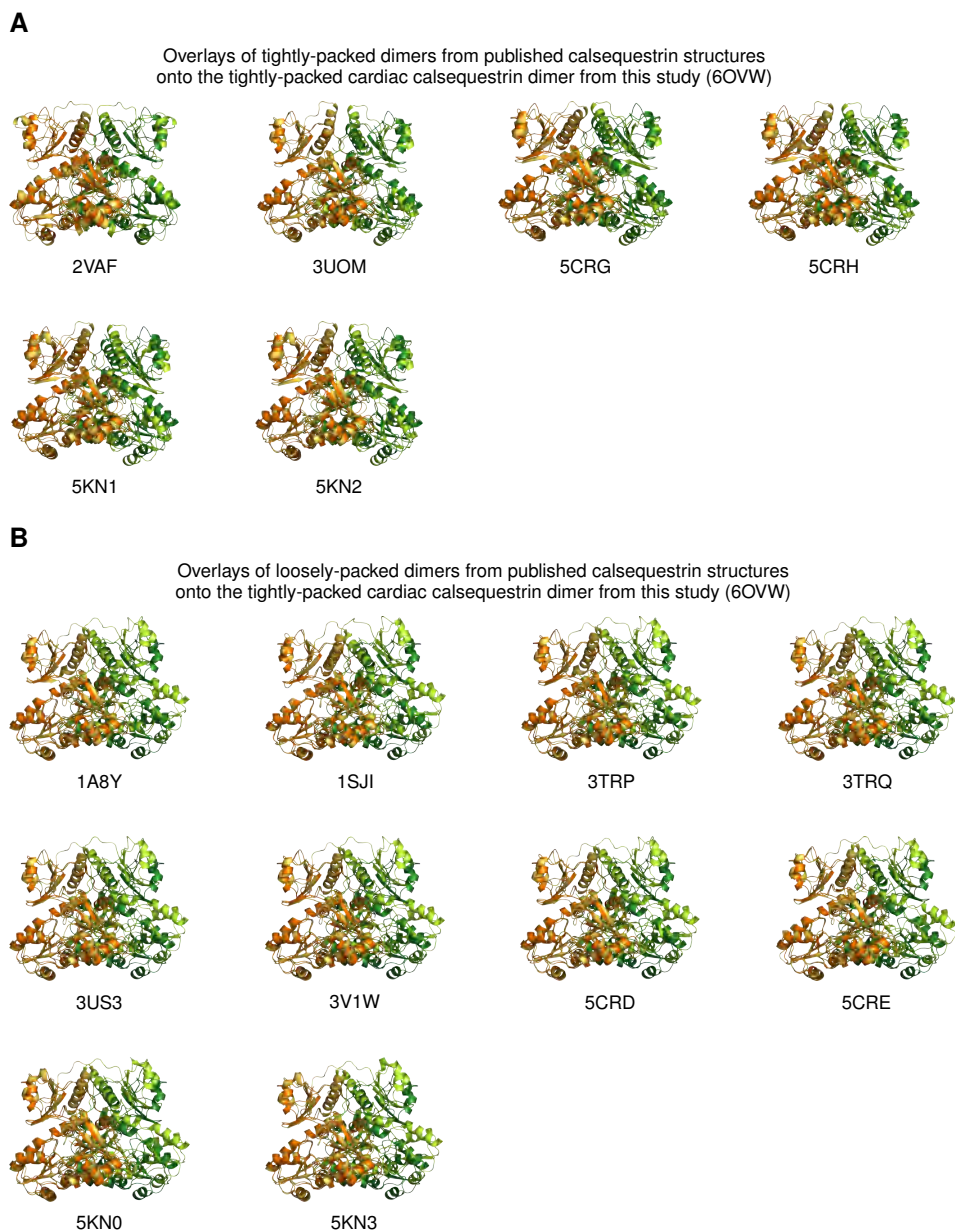 A
Overlays of tightly-packed dimers from published calsequestrin structures
onto the tightly-packed cardiac calsequestrin dimer from this study (6OVW)
2VAF
3UOM
5CRG
5CRH
5KN1
5KN2
B
Overlays of loosely-packed dimers from published calsequestrin structures
onto the tightly-packed cardiac calsequestrin dimer from this study (6OVW)
1A8Y
1SJI
3TRP
3TRQ
3US3
3V1W
5CRD
5CRE
5KN0
5KN3